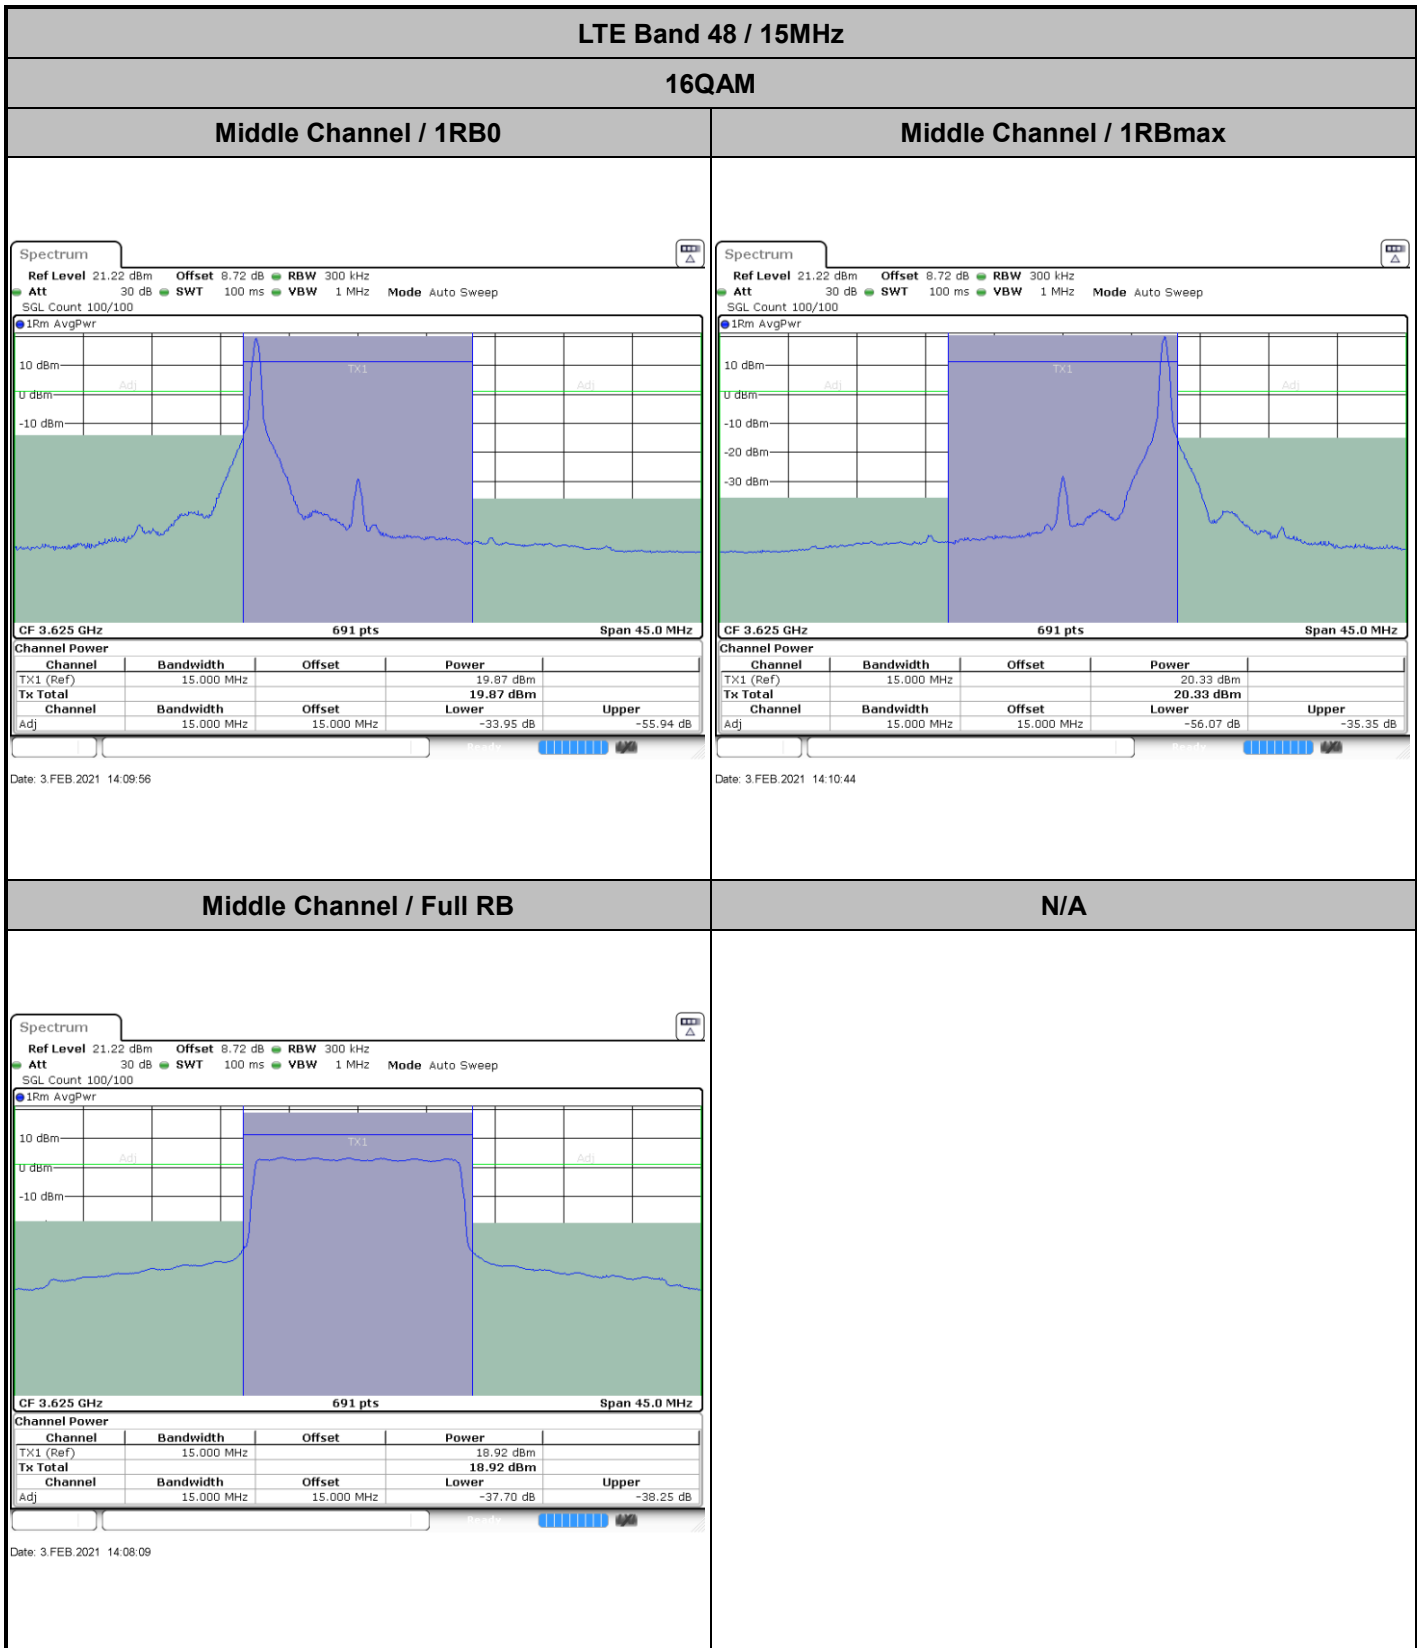 LTE Band 48 / 15MHz
16QAM
Middle Channel / 1RB0
Middle Channel / 1RBmax
Spectrum
Ref Level 21.22 dBm Offset 8.72 dB RBW 300 kHz
Att 30 dB SWT 100 ms VBW 1 MHz Mode Auto Sweep
SGL Count 100/100
1Rm AvgPwr
10 dBm
TX1
Adj
Adj
0 dBm
-10 dBm
CF 3.625 GHz 691 pts Span 45.0 MHz
Channel Power
Channel Bandwidth Offset Power
TX1 (Ref) 15.000 MHz 19.87 dBm
Tx Total 19.87 dBm
Channel Bandwidth Offset Lower Upper
Adj 15.000 MHz 15.000 MHz -33.95 dB -55.94 dB
Ready
Date: 3.FEB.2021 14:09:56
Spectrum
Ref Level 21.22 dBm Offset 8.72 dB RBW 300 kHz
Att 30 dB SWT 100 ms VBW 1 MHz Mode Auto Sweep
SGL Count 100/100
1Rm AvgPwr
10 dBm
TX1
Adj
Adj
0 dBm
-10 dBm
-20 dBm
-30 dBm
CF 3.625 GHz 691 pts Span 45.0 MHz
Channel Power
Channel Bandwidth Offset Power
TX1 (Ref) 15.000 MHz 20.33 dBm
Tx Total 20.33 dBm
Channel Bandwidth Offset Lower Upper
Adj 15.000 MHz 15.000 MHz -56.07 dB -35.35 dB
Ready
Date: 3.FEB.2021 14:10:44
Middle Channel / Full RB
N/A
Spectrum
Ref Level 21.22 dBm Offset 8.72 dB RBW 300 kHz
Att 30 dB SWT 100 ms VBW 1 MHz Mode Auto Sweep
SGL Count 100/100
1Rm AvgPwr
10 dBm
TX1
Adj
Adj
0 dBm
-10 dBm
CF 3.625 GHz 691 pts Span 45.0 MHz
Channel Power
Channel Bandwidth Offset Power
TX1 (Ref) 15.000 MHz 18.92 dBm
Tx Total 18.92 dBm
Channel Bandwidth Offset Lower Upper
Adj 15.000 MHz 15.000 MHz -37.70 dB -38.25 dB
Ready
Date: 3.FEB.2021 14:08:09